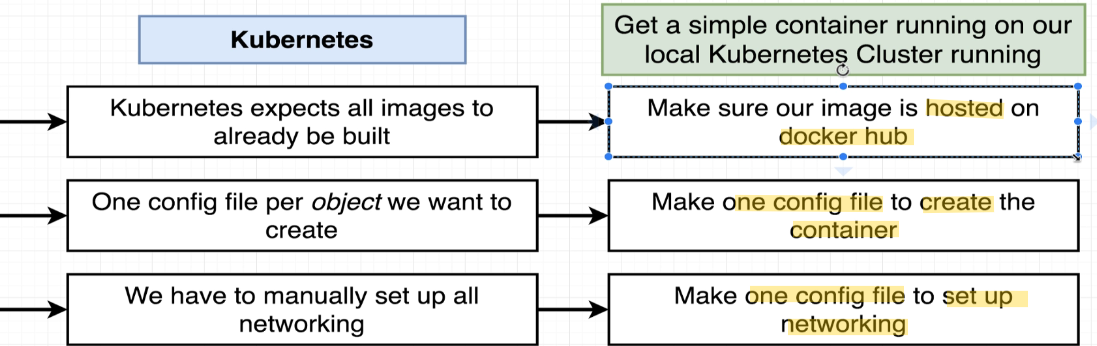 Kubernetes
Get a simple container running on our
local Kubernetes Cluster running
Kubernetes expects all images to
already be built
Make sure our image is hosted on
docker hub
One config file per object we want to
create
Make one config file to create the
container
We have to manually set up all
networking
Make one config file to set up
networking